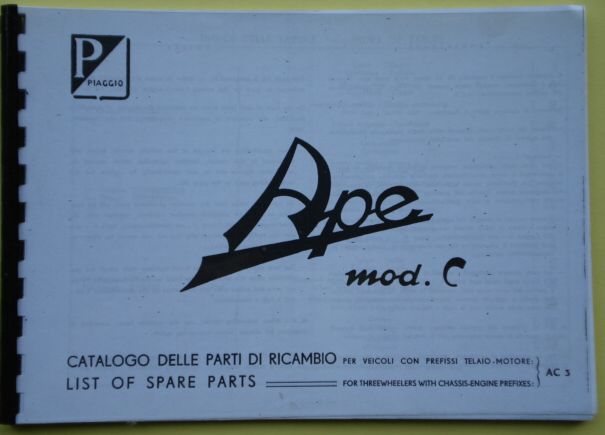 P
PIAGGIO
Ape
mod. C
CATALOGO DELLE PARTI DI RICAMBIO PER VEICOLI CON PREFISSI TELAIO-MOTORE: } AC 3
LIST OF SPARE PARTS FOR THREEWHEELERS WITH CHASSIS-ENGINE PREFIXES: